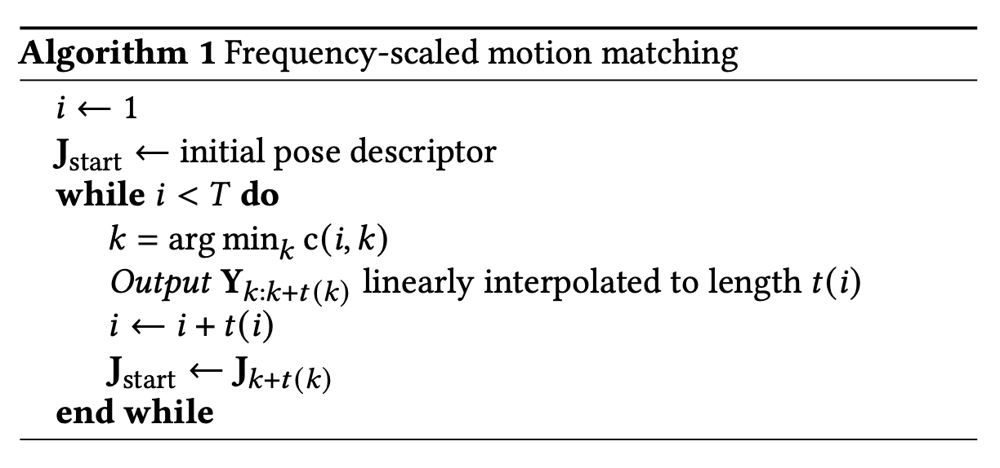 Algorithm 1 Frequency-scaled motion matching
i ← 1
J_start ← initial pose descriptor
while i < T do
k = arg min_k c(i, k)
Output Y_{k:k+t(k)} linearly interpolated to length t(i)
i ← i + t(i)
J_start ← J_{k+t(k)}
end while